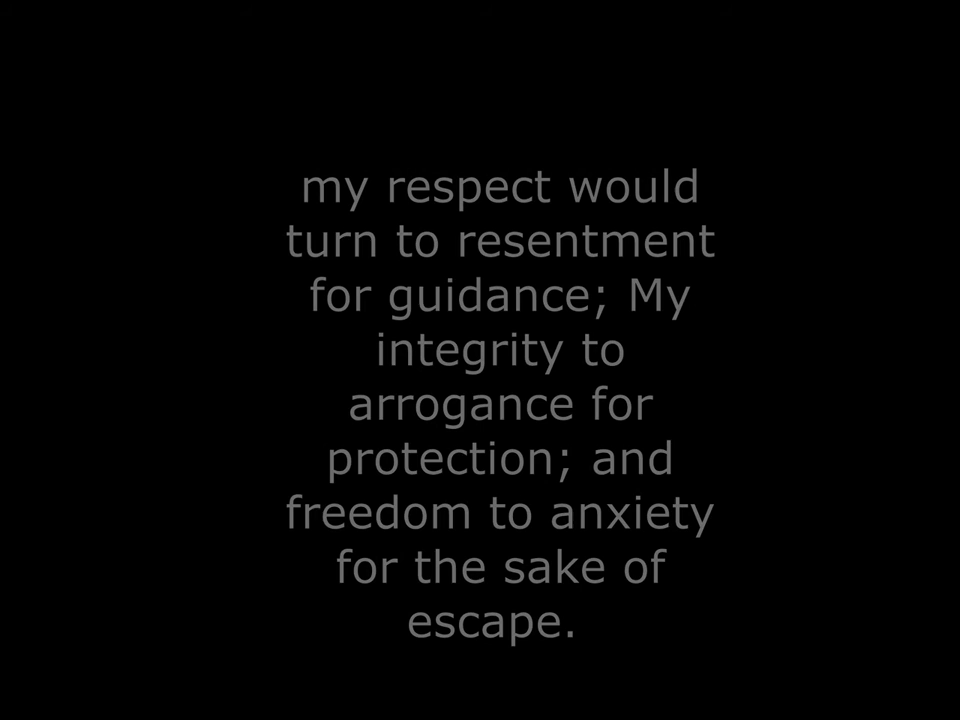 my respect would
turn to resentment
for guidance; My
integrity to
arrogance for
protection; and
freedom to anxiety
for the sake of
escape.